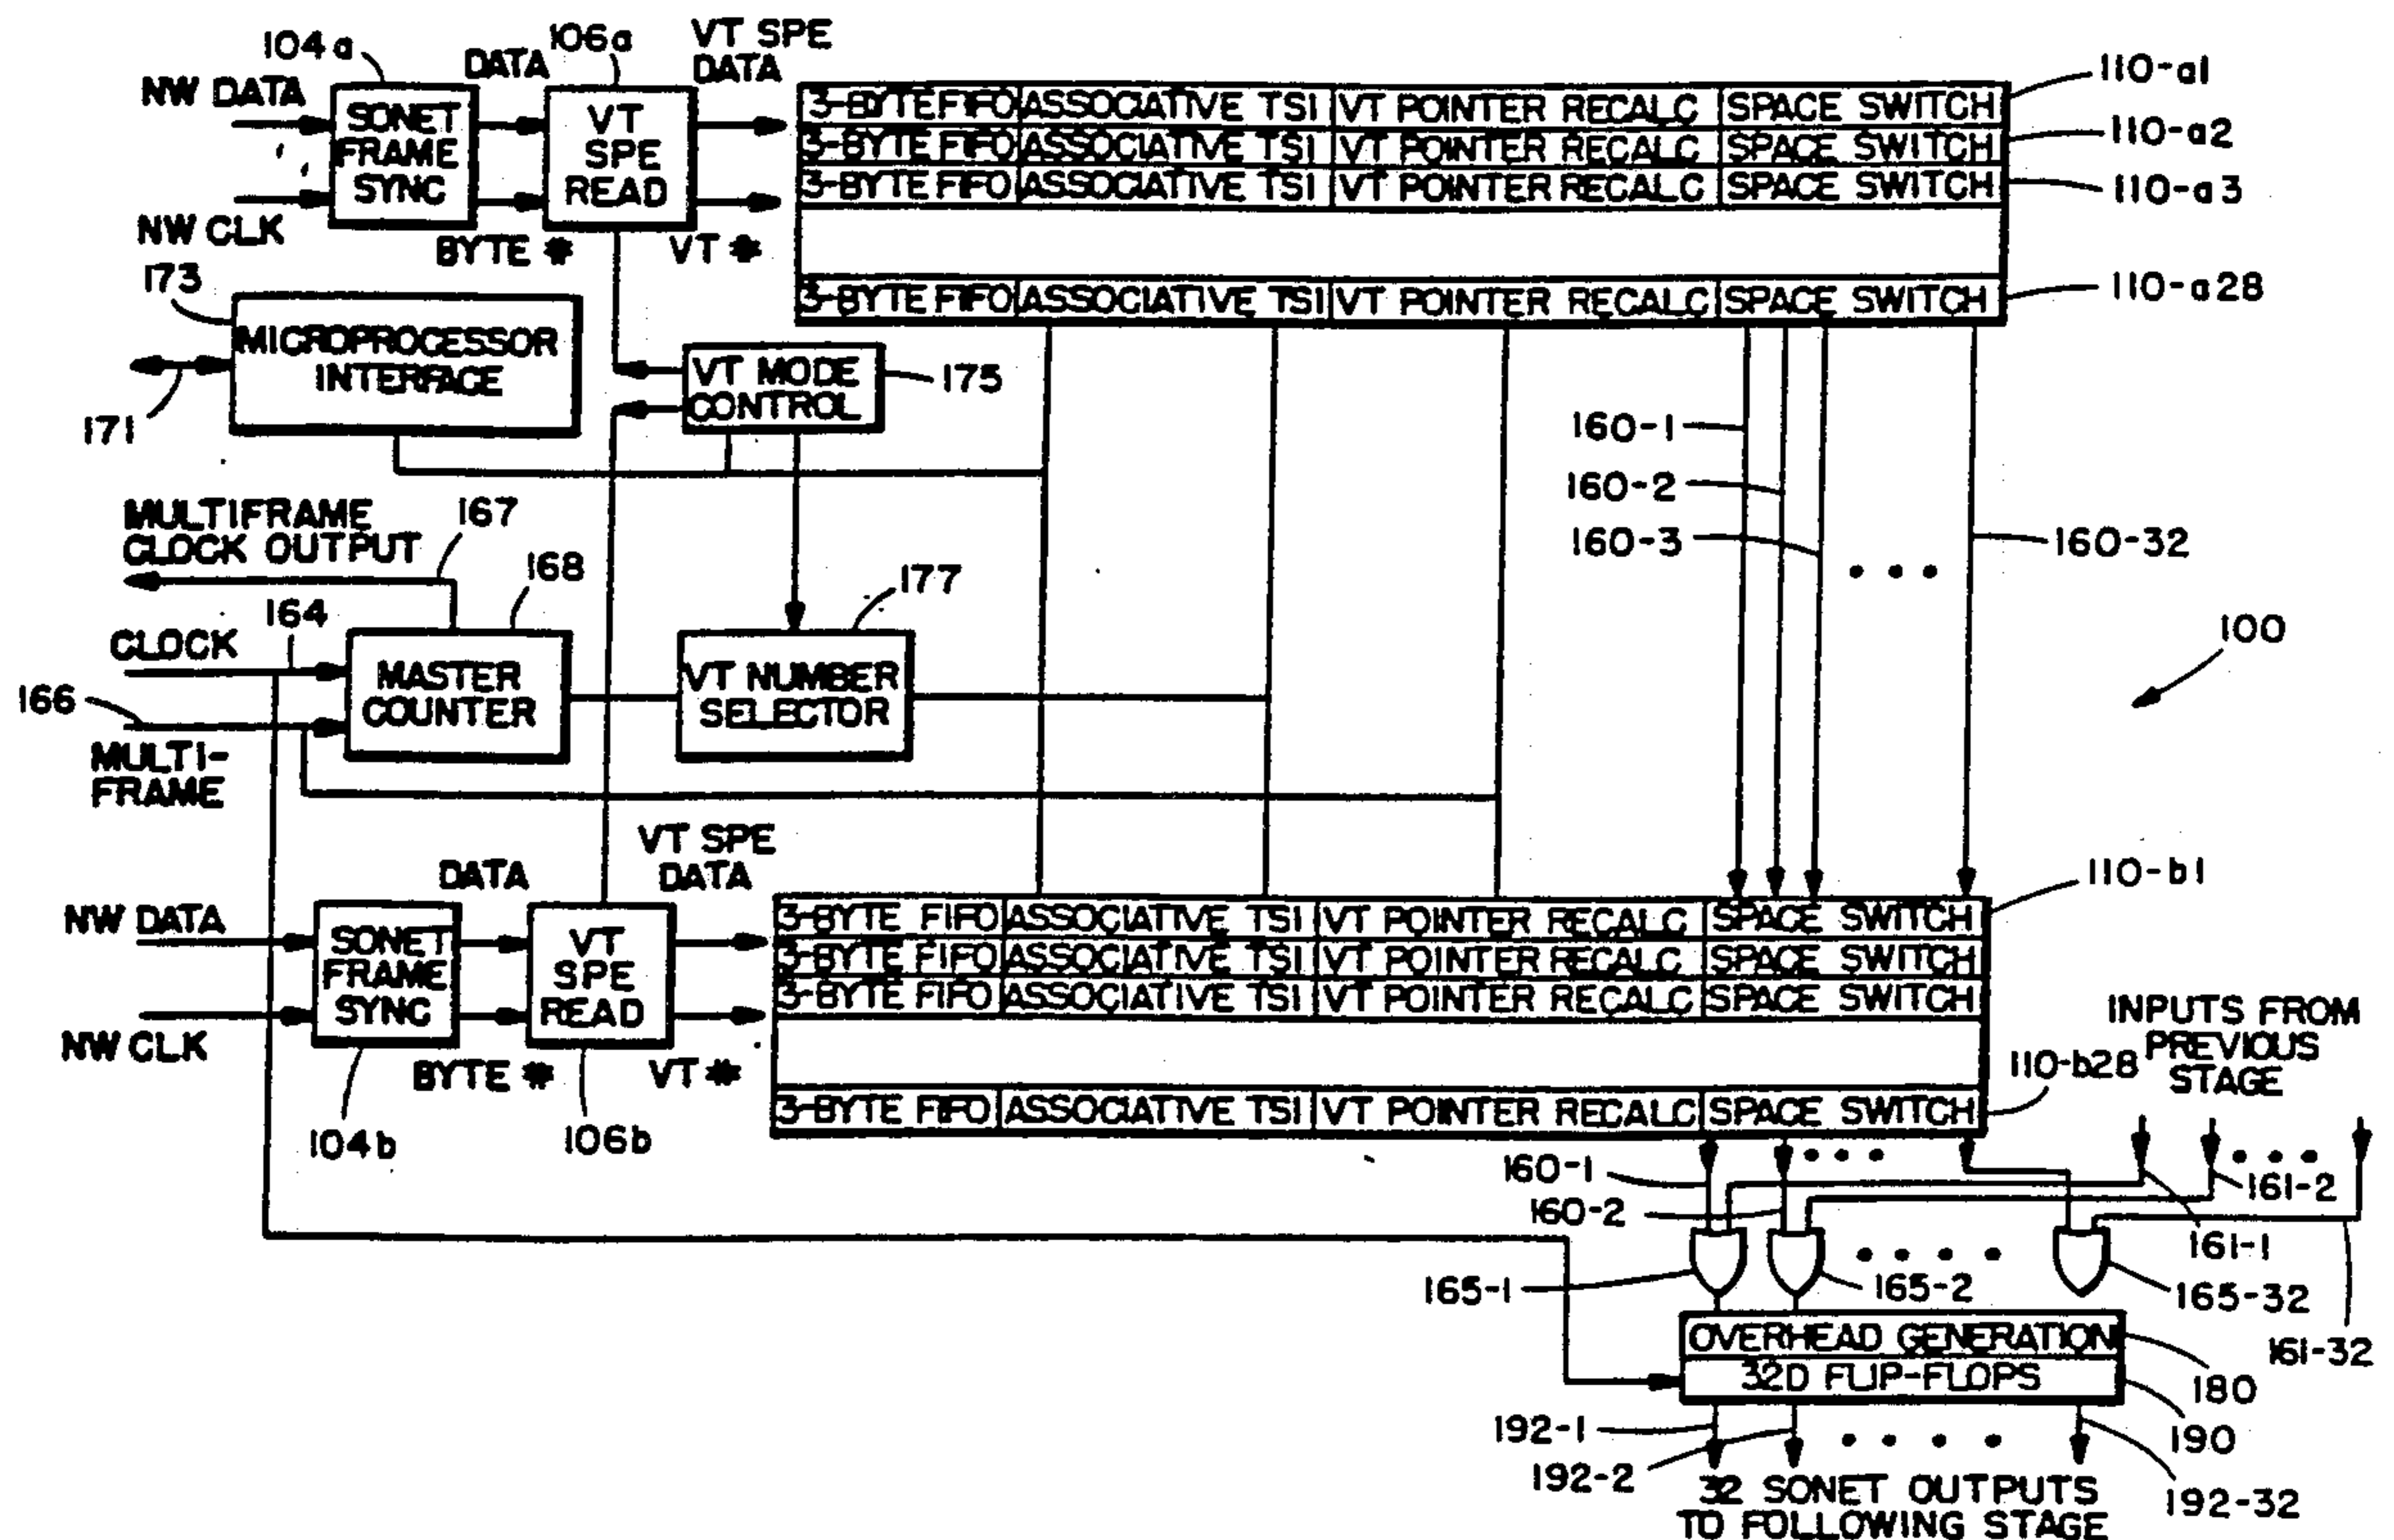 104a
DATA
106a
VT SPE
DATA
NW DATA
SONET
FRAME
SYNC
VT
SPE
READ
NW CLK
BYTE #
VT #
3-BYTE FIFO ASSOCIATIVE TSI VT POINTER RECALC SPACE SWITCH
3-BYTE FIFO ASSOCIATIVE TSI VT POINTER RECALC SPACE SWITCH
3-BYTE FIFO ASSOCIATIVE TSI VT POINTER RECALC SPACE SWITCH
3-BYTE FIFO ASSOCIATIVE TSI VT POINTER RECALC SPACE SWITCH
110-a1
110-a2
110-a3
110-a28
173
MICROPROCESSOR
INTERFACE
171
VT MODE
CONTROL
175
160-1
160-2
160-3
• • •
160-32
MULTIFRAME
CLOCK OUTPUT
167
168
177
164
CLOCK
MASTER
COUNTER
VT NUMBER
SELECTOR
166
MULTI-
FRAME
100
VT SPE
DATA
DATA
NW DATA
SONET
FRAME
SYNC
VT
SPE
READ
NW CLK
BYTE #
VT #
104b
106b
3-BYTE FIFO ASSOCIATIVE TSI VT POINTER RECALC SPACE SWITCH
3-BYTE FIFO ASSOCIATIVE TSI VT POINTER RECALC SPACE SWITCH
3-BYTE FIFO ASSOCIATIVE TSI VT POINTER RECALC SPACE SWITCH
3-BYTE FIFO ASSOCIATIVE TSI VT POINTER RECALC SPACE SWITCH
110-b1
110-b28
INPUTS FROM
PREVIOUS
STAGE
160-1
• • •
• • •
161-2
160-2
161-1
165-1
165-2
• • • •
165-32
161-32
OVERHEAD GENERATION
32D FLIP-FLOPS
180
190
192-1
192-2
• • • •
192-32
32 SONET OUTPUTS
TO FOLLOWING STAGE